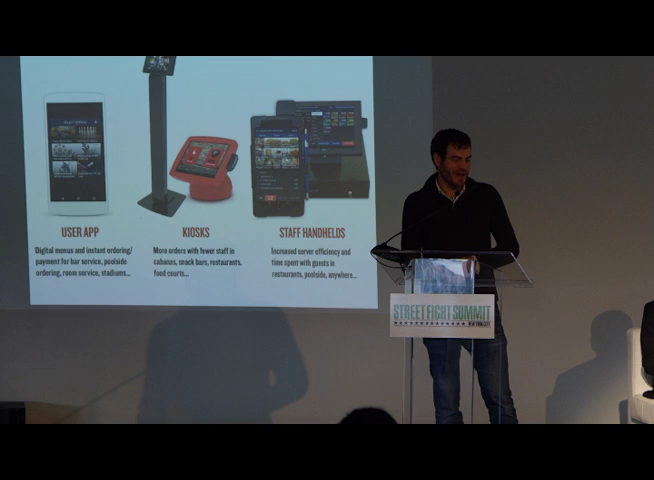 USER APP
Digital menus and instant ordering/
payment for bar service, poolside
ordering, room service, stadiums...
KIOSKS
More orders with fewer staff in
cabanas, snack bars, restaurants,
food courts...
STAFF HANDHELDS
Increased server efficiency and
time spent with guests in
restaurants, poolside, anywhere...
STREET FIGHT SUMMIT
NEW YORK CITY